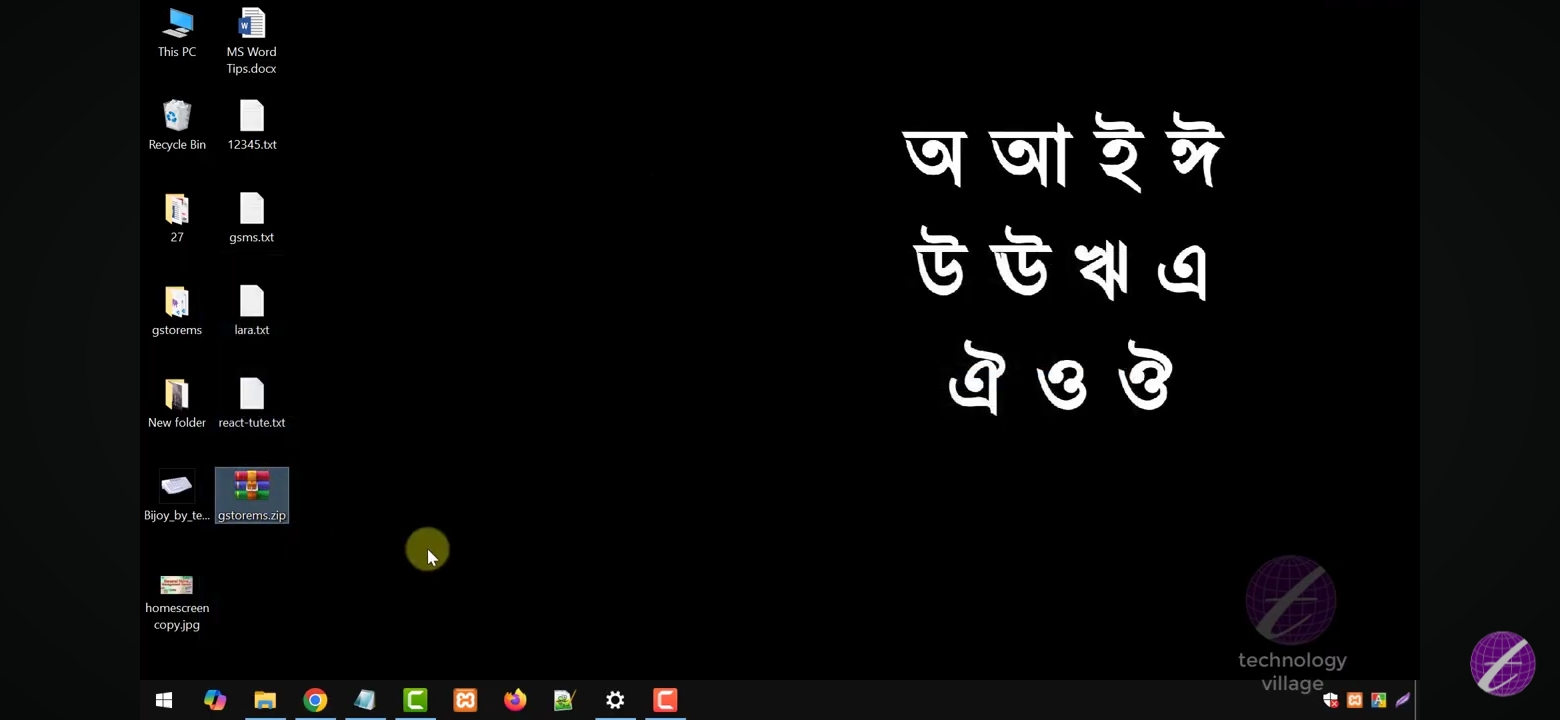 This PC
MS Word
Tips.docx
Recycle Bin
12345.txt
27
gsms.txt
gstorems
lara.txt
New folder
react-tute.txt
Bijoy_by_te...
gstorems.zip
homescreen
copy.jpg
অ আ ই ঈ
উ ঊ ঋ এ
ঐ ও ঔ
technology
village